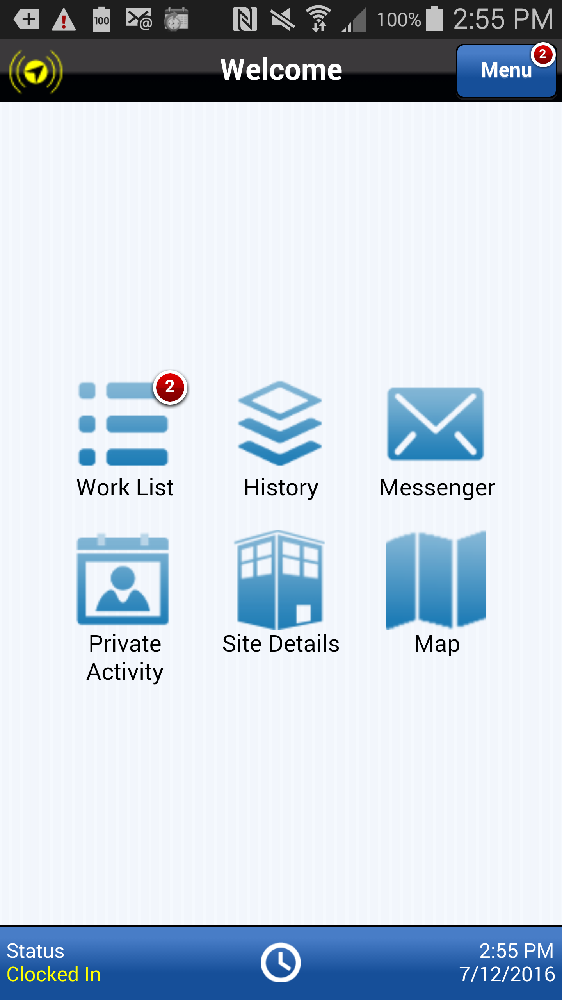 100 @ 100% 2:55 PM
Welcome
Menu
2
2
Work List
History
Messenger
Private
Activity
Site Details
Map
Status
Clocked In
2:55 PM
7/12/2016